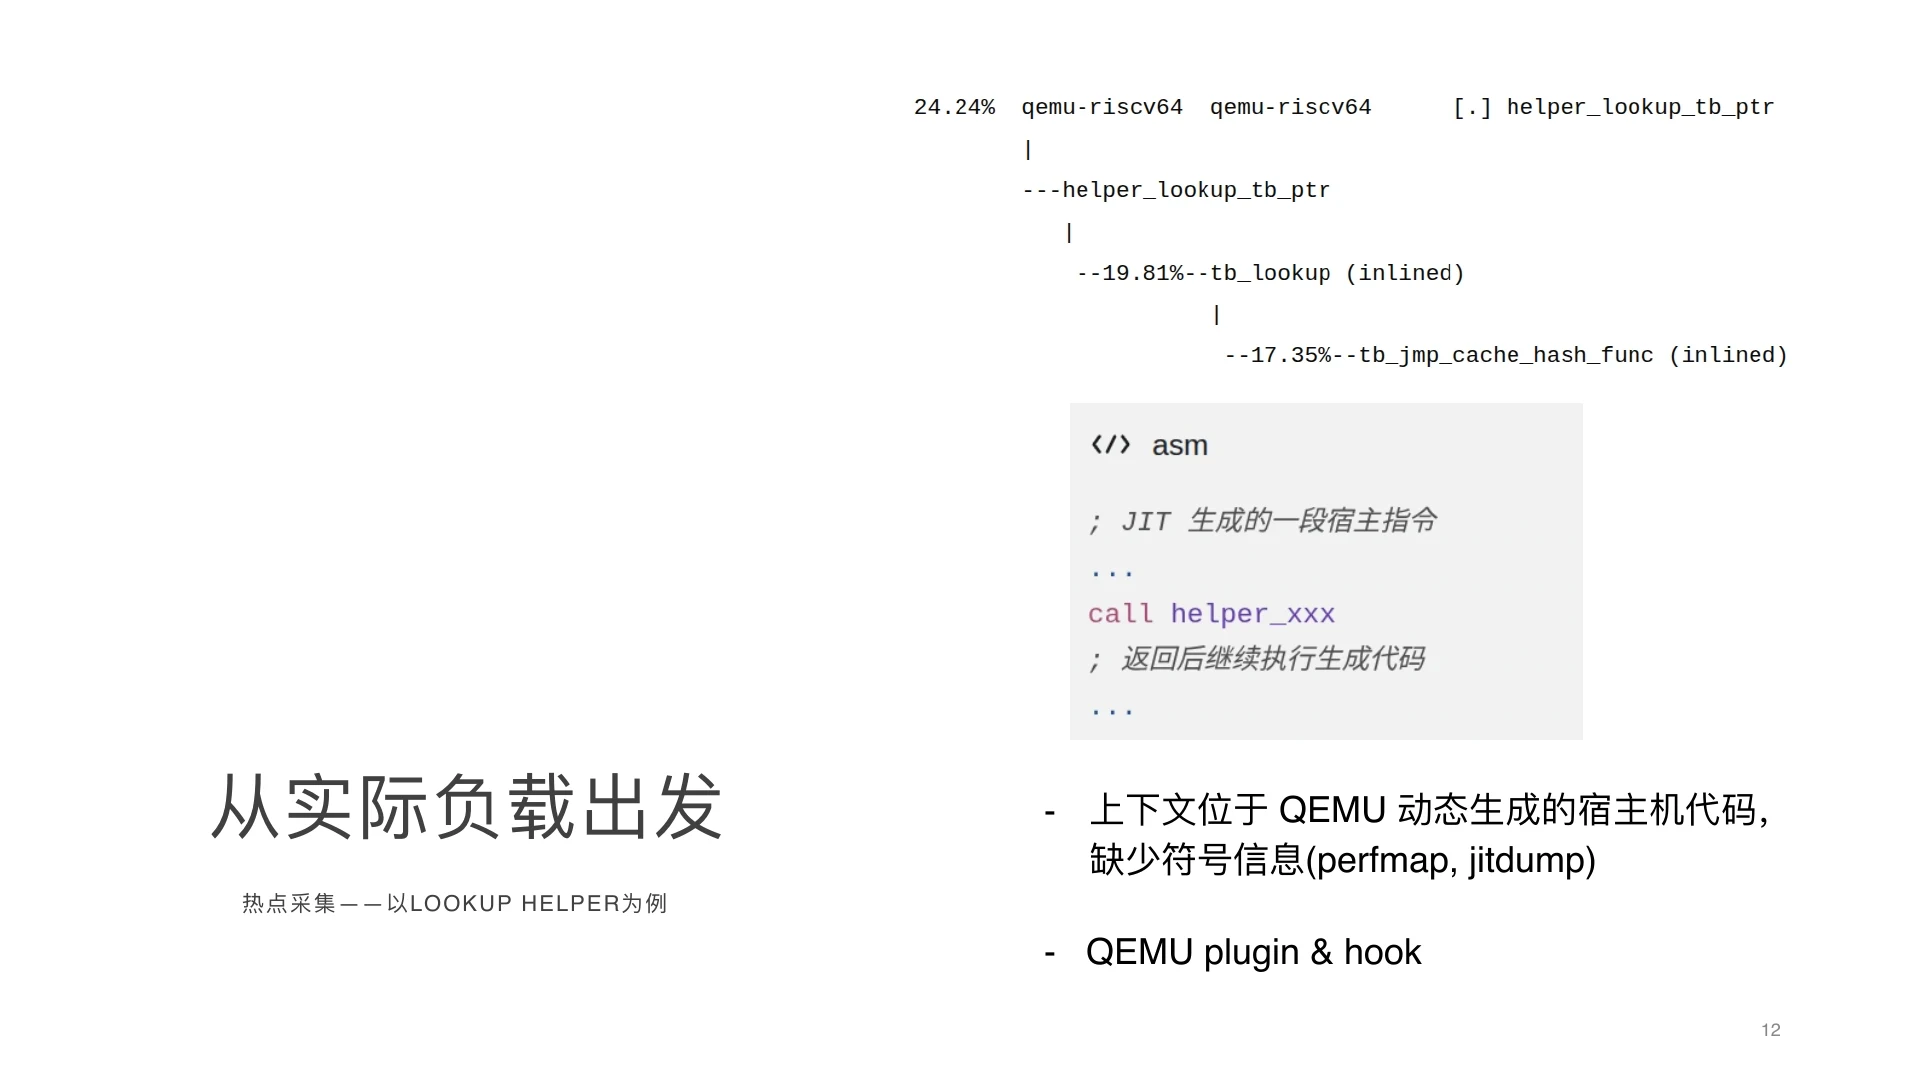 24.24%  qemu-riscv64  qemu-riscv64      [.] helper_lookup_tb_ptr
|
---helper_lookup_tb_ptr
|
--19.81%--tb_lookup (inlined)
|
--17.35%--tb_jmp_cache_hash_func (inlined)
</> asm
; JIT 生成的一段宿主指令
...
call helper_xxx
; 返回后继续执行生成代码
...
从实际负载出发
热点采集——以LOOKUP HELPER为例
- 上下文位于 QEMU 动态生成的宿主机代码,
缺少符号信息(perfmap, jitdump)
- QEMU plugin & hook
12